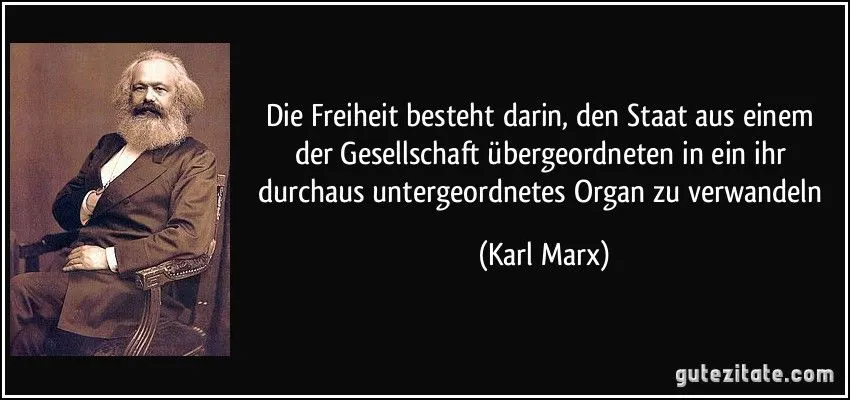 Die Freiheit besteht darin, den Staat aus einem
der Gesellschaft übergeordneten in ein ihr
durchaus untergeordnetes Organ zu verwandeln
(Karl Marx)
gutezitate.com